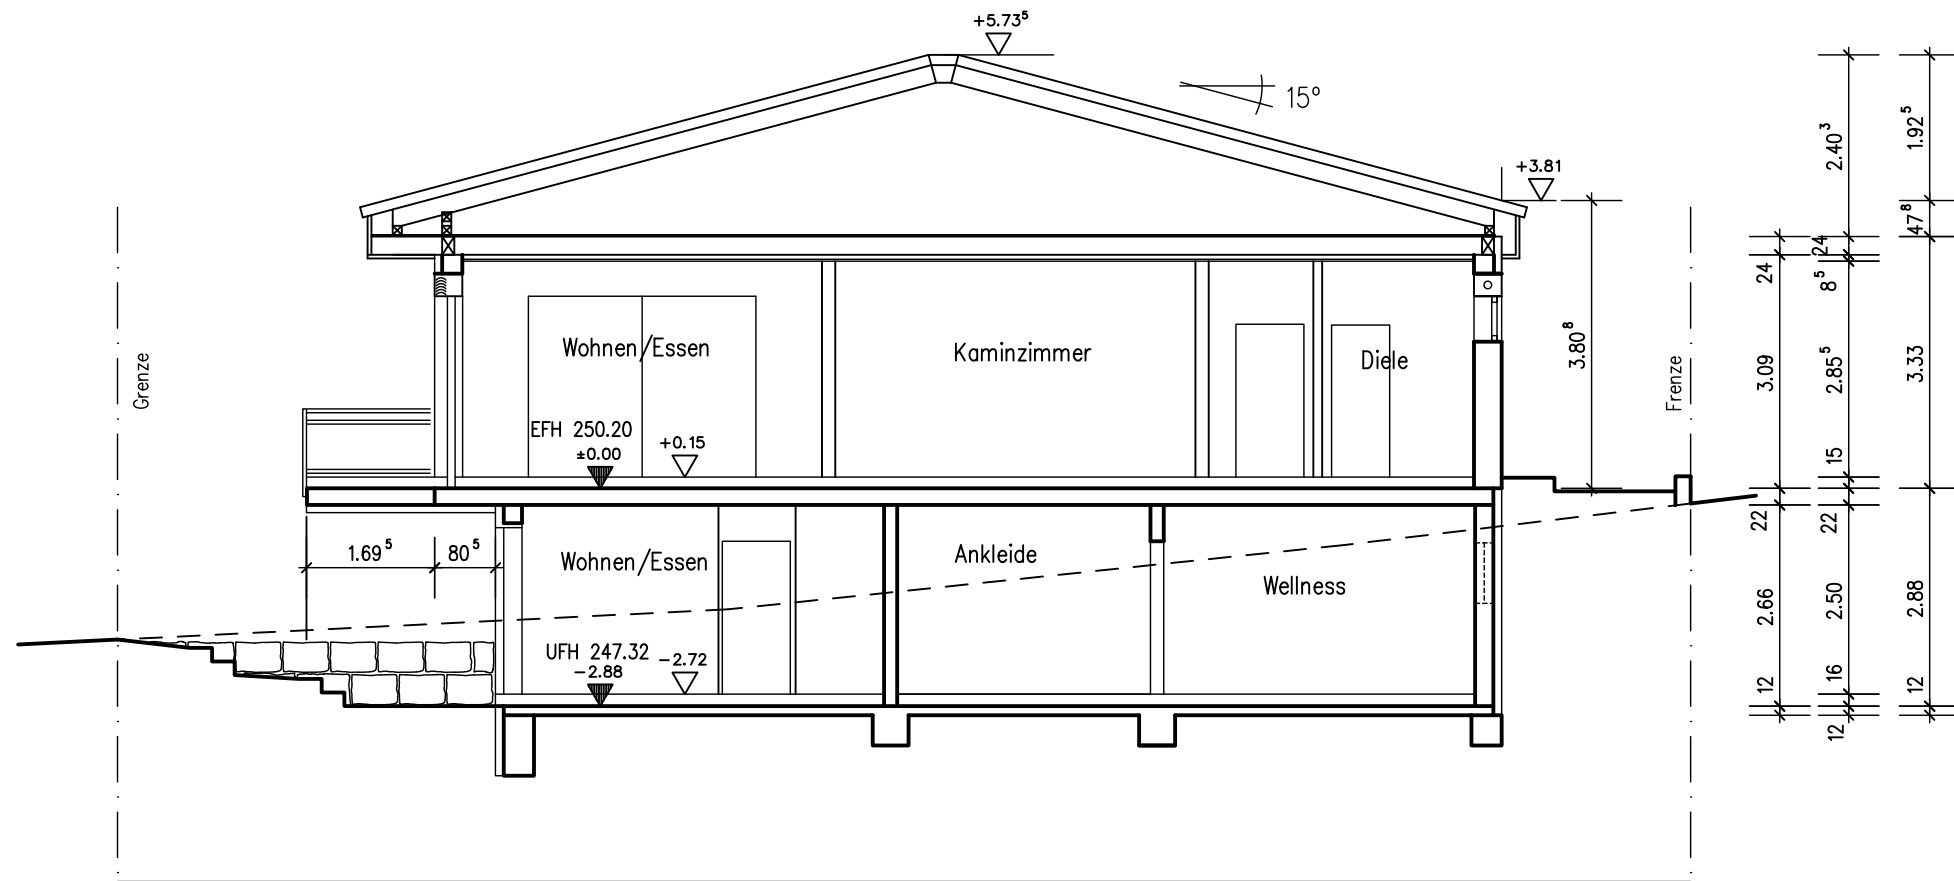 +5.73⁵
15°
+3.81
Wohnen/Essen
Kaminzimmer
Diele
Grenze
Frenze
EFH 250.20
±0.00
+0.15
3.80⁸
1.69⁵
80⁵
Wohnen/Essen
Ankleide
Wellness
UFH 247.32
-2.88
-2.72
24
3.09
22
2.66
12
2.40³
24
8⁵
2.85⁵
15
22
2.50
16
12
1.92⁵
47⁸
3.33
2.88
12